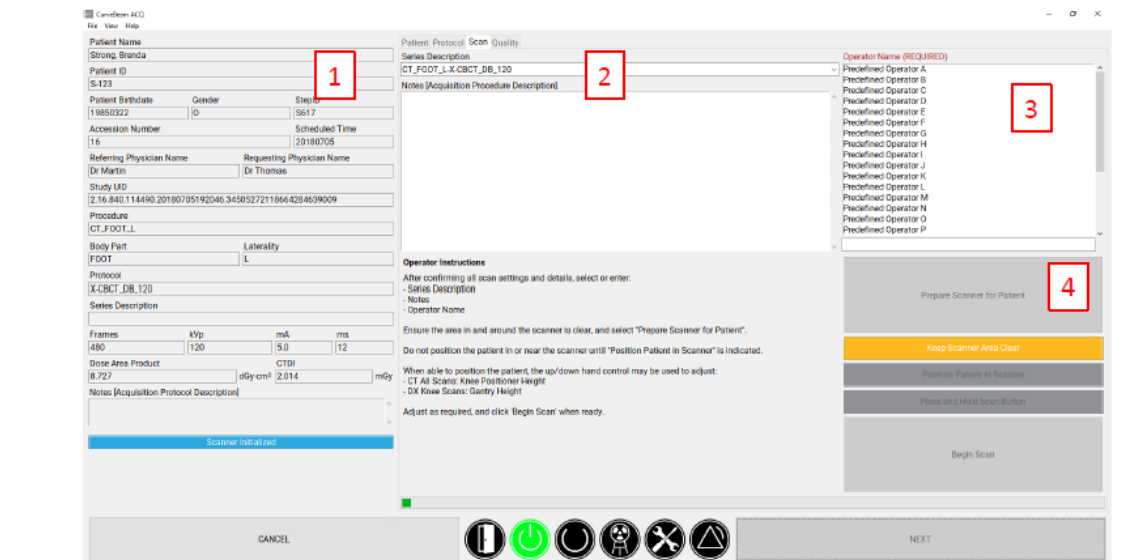 CurveBeam ACQ
File View Help
Patient Name
Strong, Brenda
Patient ID
S-123
Patient Birthdate Gender StepID
19850322 O S617
Accession Number Scheduled Time
16 20180705
Referring Physician Name Requesting Physician Name
Dr Martin Dr Thomas
Study UID
2.16.840.114490.20180705192046.34505272118664284639009
Procedure
CT_FOOT_L
Body Part Laterality
FOOT L
Protocol
X-CBCT_DB_120
Series Description
Frames kVp mA ms
480 120 5.0 12
Dose Area Product CTDI
8.727 dGy·cm² 2.014 mGy
Notes [Acquisition Protocol Description]
Scanner Initialized
1
Patient Protocol Scan Quality
Series Description
CT_FOOT_L-X-CBCT_DB_120
Notes [Acquisition Procedure Description]
2
Operator Instructions
After confirming all scan settings and details, select or enter:
- Series Description
- Notes
- Operator Name
Ensure the area in and around the scanner is clear, and select "Prepare Scanner for Patient".
Do not position the patient in or near the scanner until "Position Patient in Scanner" is indicated.
When able to position the patient, the up/down hand control may be used to adjust:
- CT All Scans: Knee Positioner Height
- DX Knee Scans: Gantry Height
Adjust as required, and click 'Begin Scan' when ready.
Operator Name (REQUIRED)
Predefined Operator A
Predefined Operator B
Predefined Operator C
Predefined Operator D
Predefined Operator E
Predefined Operator F
Predefined Operator G
Predefined Operator H
Predefined Operator I
Predefined Operator J
Predefined Operator K
Predefined Operator L
Predefined Operator M
Predefined Operator N
Predefined Operator O
Predefined Operator P
3
Prepare Scanner for Patient
4
Keep Scanner Area Clear
Position Patient in Scanner
Press and Hold Scan Button
Begin Scan
CANCEL
NEXT